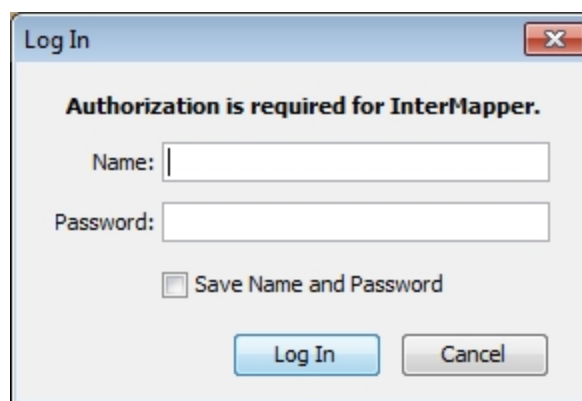 Log In
Authorization is required for InterMapper.
Name:
Password:
Save Name and Password
Log In Cancel